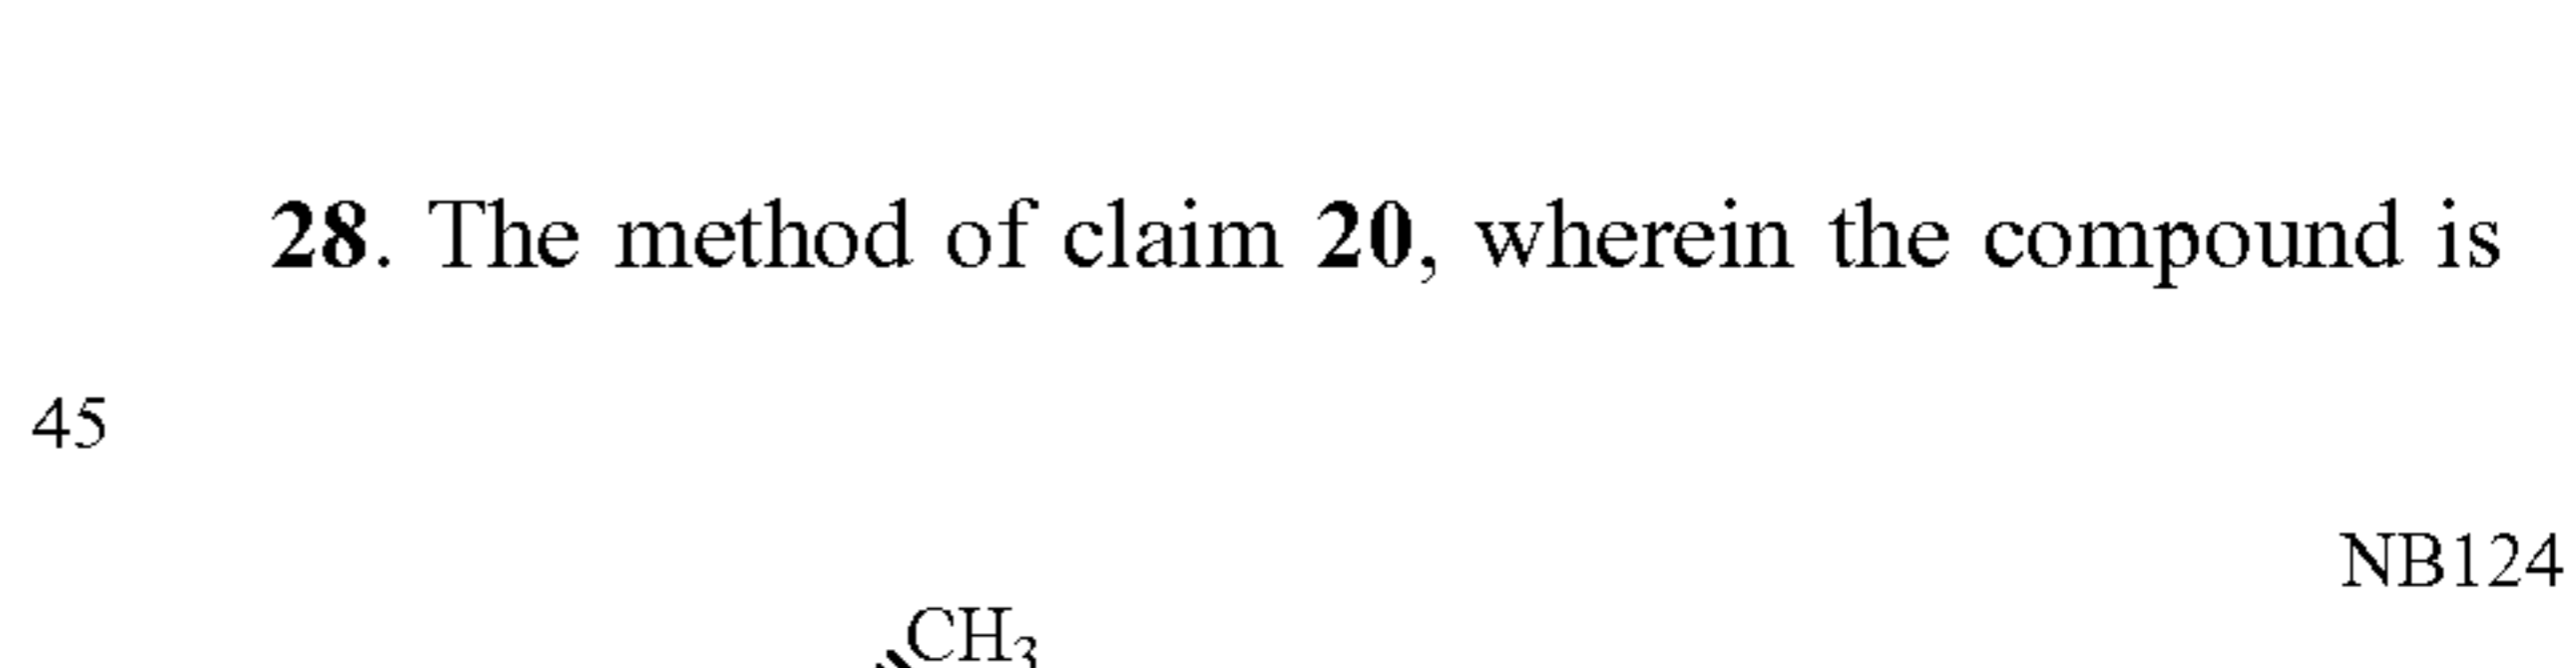 28. The method of claim 20, wherein the compound is
45
NB124
CH3